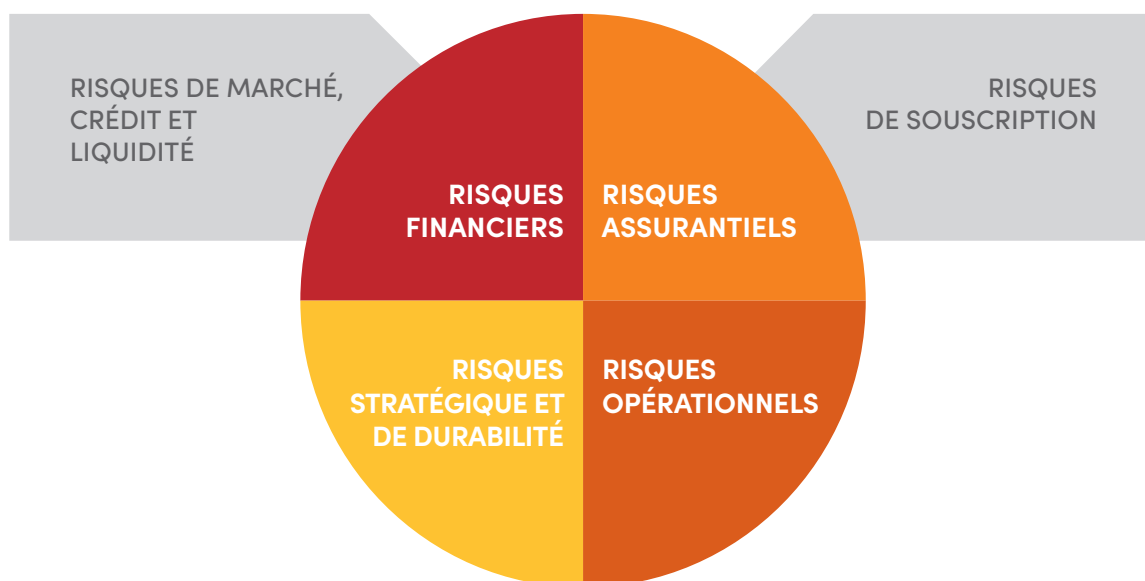 RISQUES DE MARCHÉ,
CRÉDIT ET
LIQUIDITÉ
RISQUES
DE SOUSCRIPTION
RISQUES
FINANCIERS
RISQUES
ASSURANTIELS
RISQUES
STRATÉGIQUE ET
DE DURABILITÉ
RISQUES
OPÉRATIONNELS